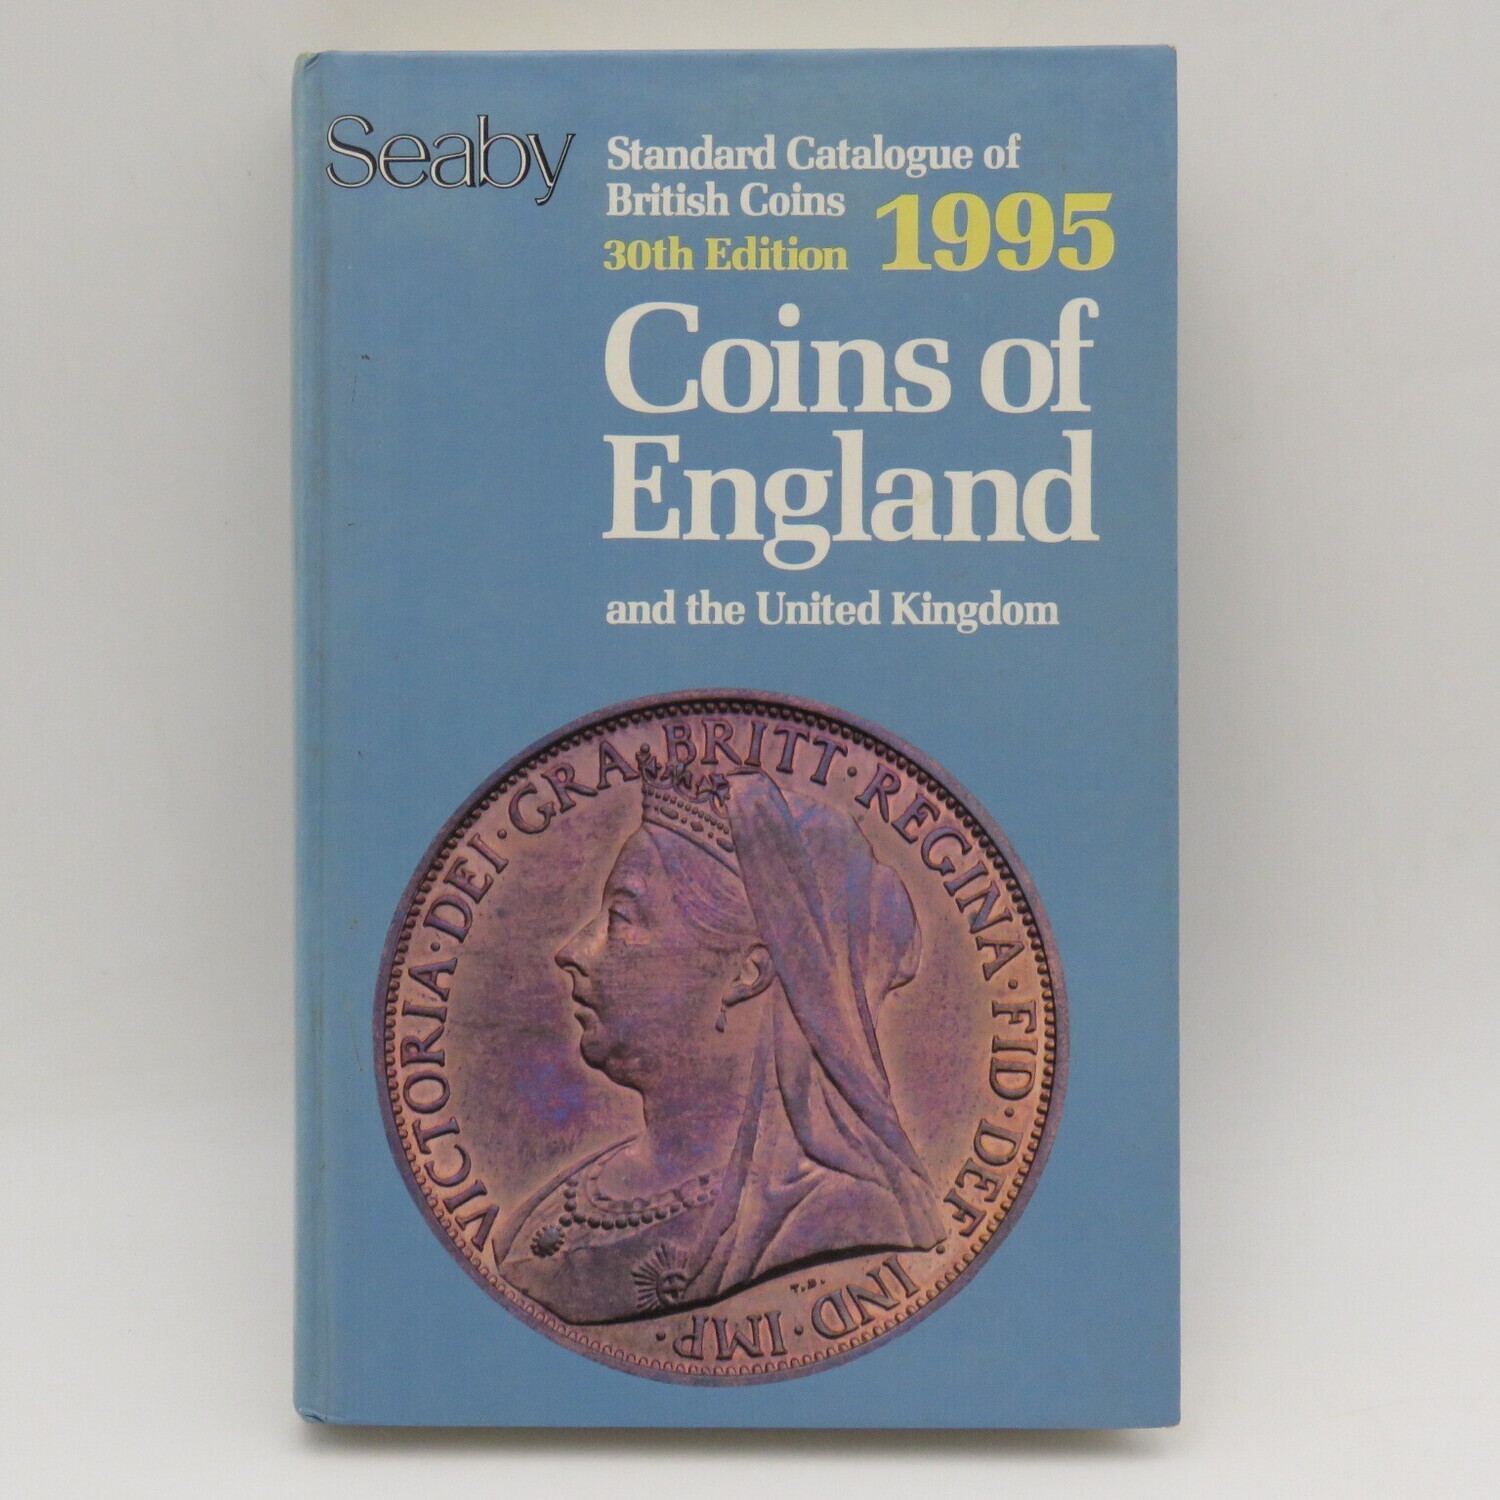 Seaby
Standard Catalogue of
British Coins
30th Edition 1995
Coins of
England
and the United Kingdom
VICTORIA·DEI·GRA·BRITT·REGINA·FID·DEF·IND·IMP·
T.B.